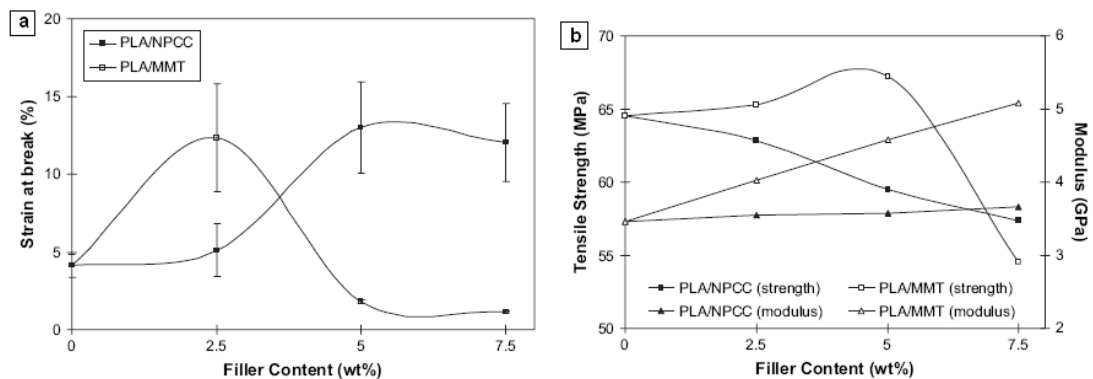 a
20
15
10
5
0
Strain at break (%)
PLA/NPCC
PLA/MMT
0 2.5 5 7.5
Filler Content (wt%)
b
70
65
60
55
50
Tensile Strength (MPa)
6
5
4
3
2
Modulus (GPa)
PLA/NPCC (strength) PLA/MMT (strength)
PLA/NPCC (modulus) PLA/MMT (modulus)
0 2.5 5 7.5
Filler Content (wt%)